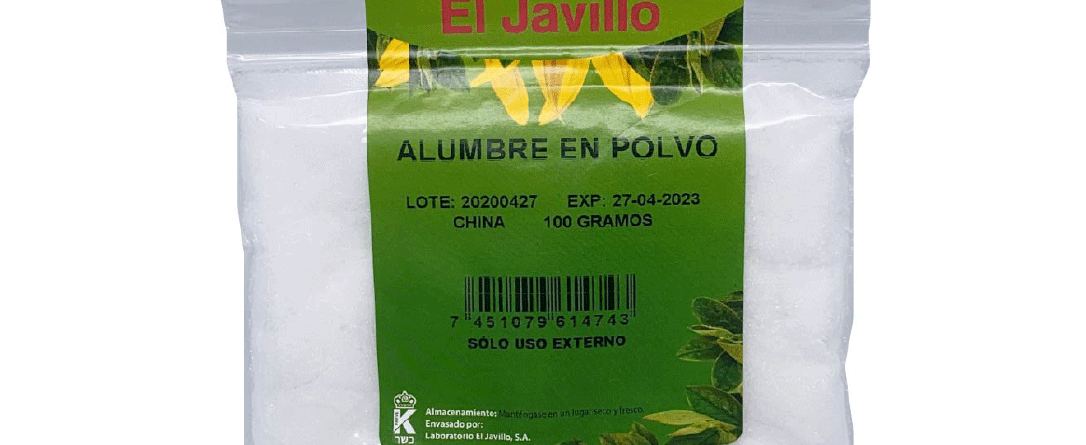 El Javillo
ALUMBRE EN POLVO
LOTE: 20200427 EXP: 27-04-2023
CHINA 100 GRAMOS
7 451079 614743
SÓLO USO EXTERNO
K
כשר
Almacenamiento: Manténgase en un lugar seco y fresco.
Envasado por:
Laboratorio El Javillo, S.A.